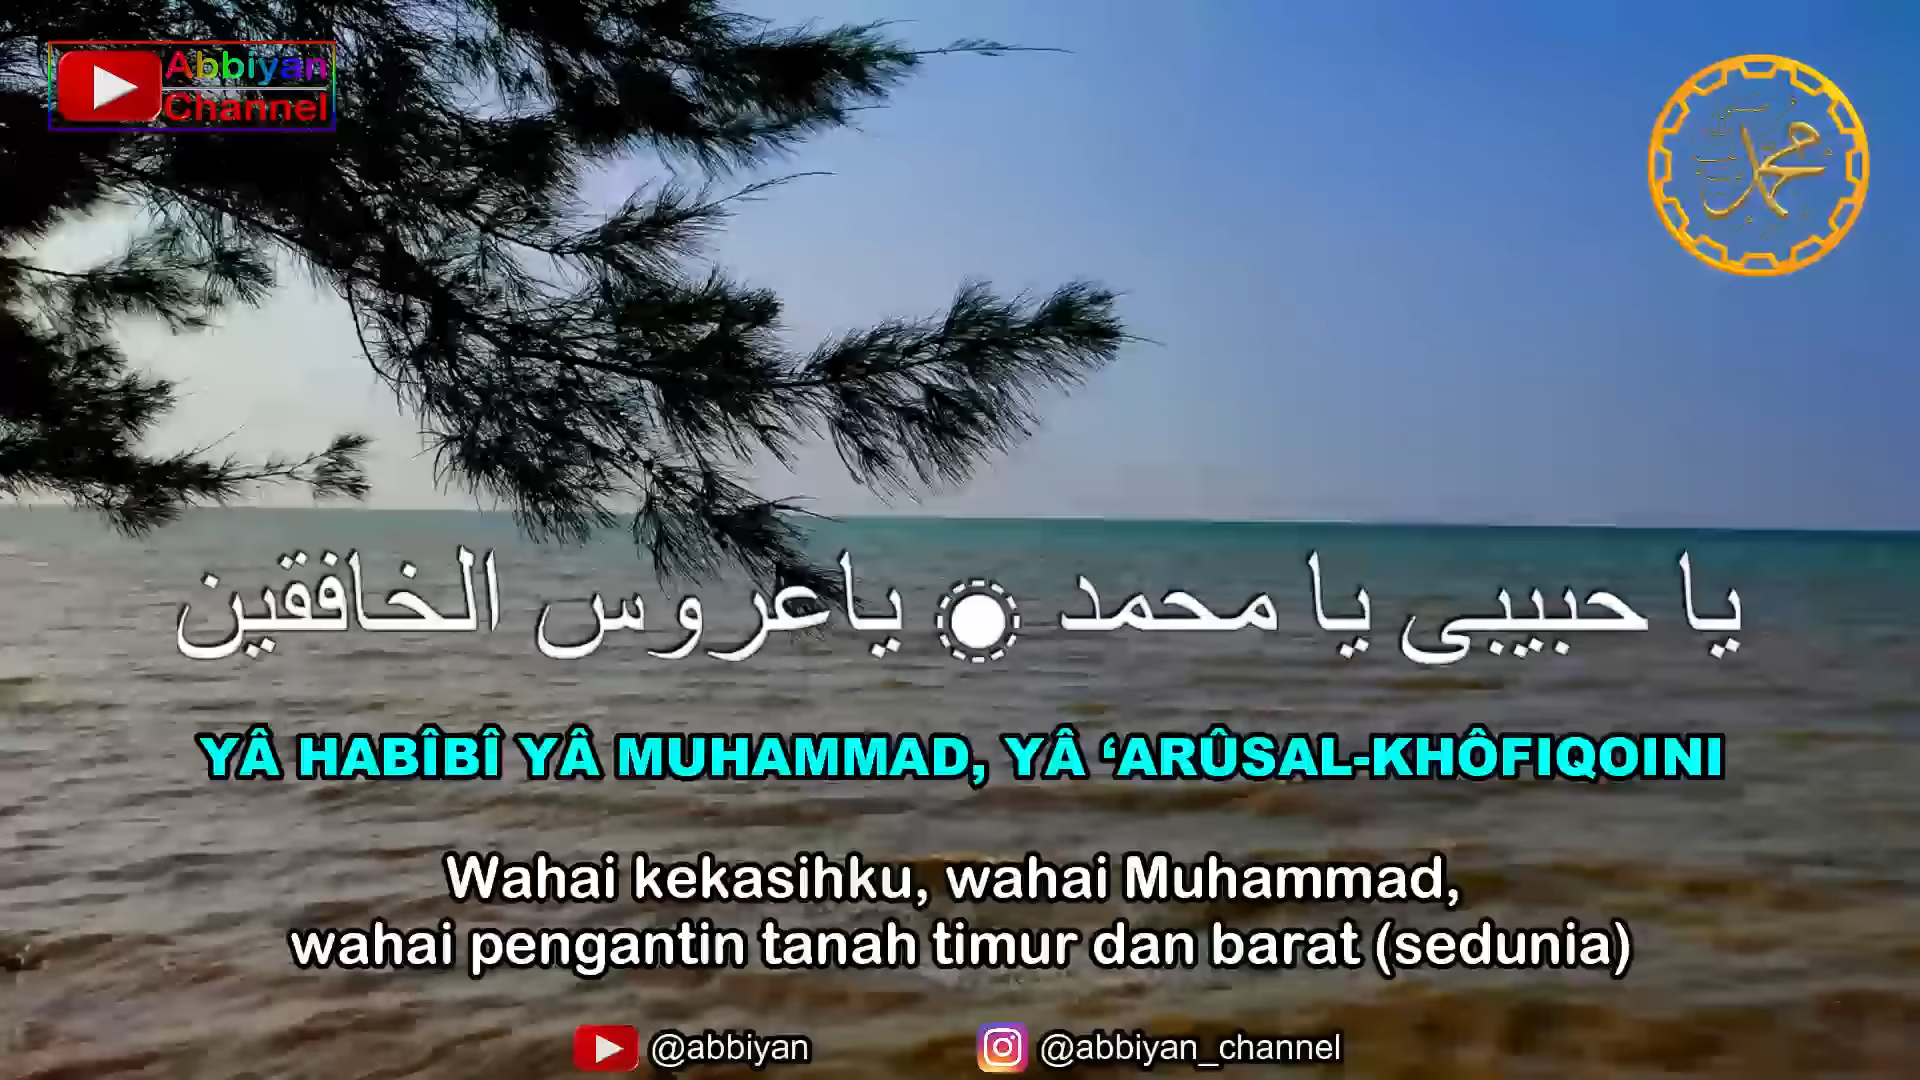 Abbiyan
Channel
محمد
يا حبيبى يا محمد ۝ ياعروس الخافقين
YÂ HABÎBÎ YÂ MUHAMMAD, YÂ ‘ARÛSAL-KHÔFIQOINI
Wahai kekasihku, wahai Muhammad,
wahai pengantin tanah timur dan barat (sedunia)
@abbiyan
@abbiyan_channel